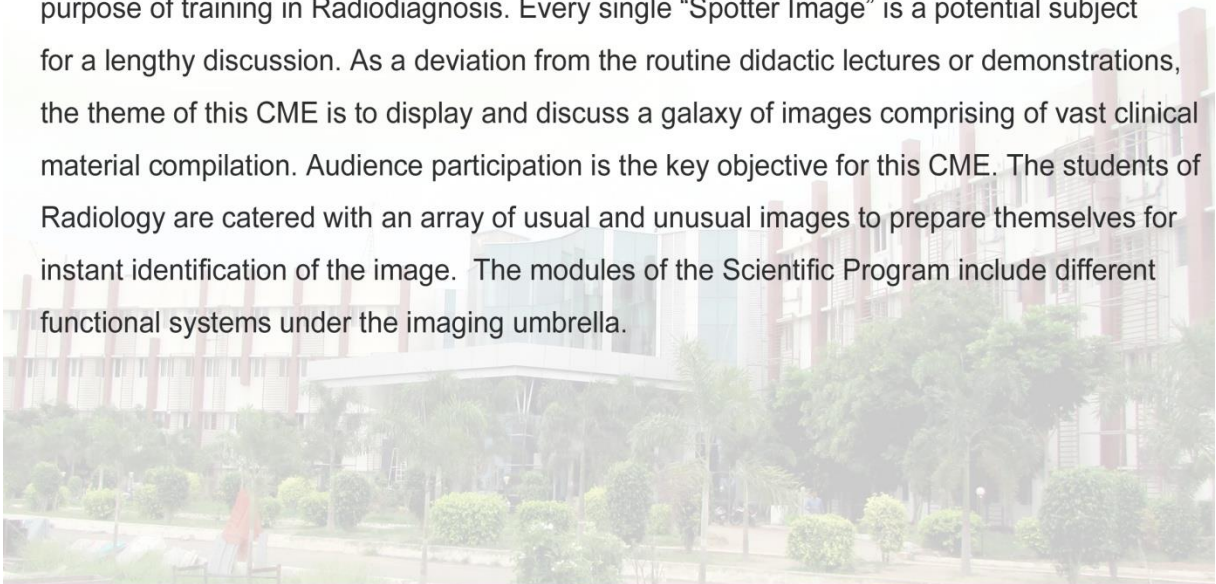 purpose of training in Radiodiagnosis. Every single “Spotter Image” is a potential subject
for a lengthy discussion. As a deviation from the routine didactic lectures or demonstrations,
the theme of this CME is to display and discuss a galaxy of images comprising of vast clinical
material compilation. Audience participation is the key objective for this CME. The students of
Radiology are catered with an array of usual and unusual images to prepare themselves for
instant identification of the image.  The modules of the Scientific Program include different
functional systems under the imaging umbrella.